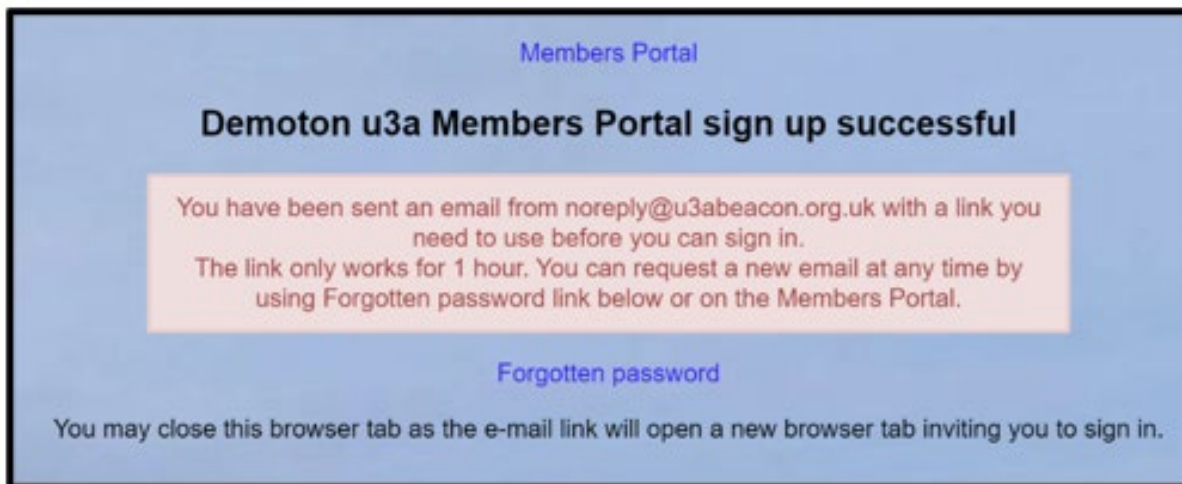 Members Portal
Demoton u3a Members Portal sign up successful
You have been sent an email from noreply@u3abeacon.org.uk with a link you
need to use before you can sign in.
The link only works for 1 hour. You can request a new email at any time by
using Forgotten password link below or on the Members Portal.
Forgotten password
You may close this browser tab as the e-mail link will open a new browser tab inviting you to sign in.